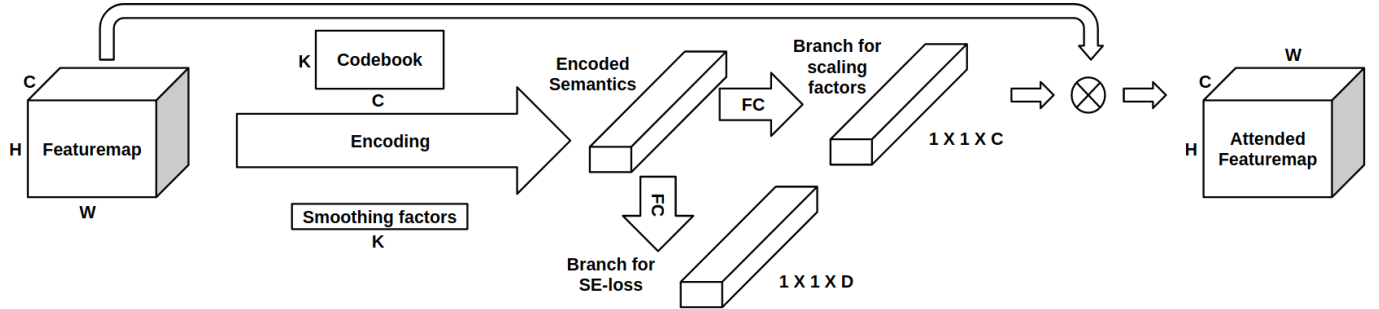 C
H
Featuremap
W
K
Codebook
C
Encoding
Smoothing factors
K
Encoded
Semantics
FC
Branch for
scaling
factors
1 X 1 X C
FC
Branch for
SE-loss
1 X 1 X D
W
C
H
Attended
Featuremap